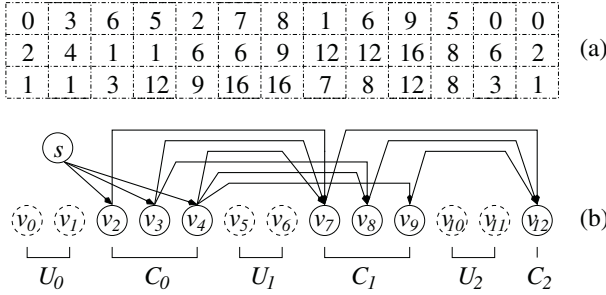 0 3 6 5 2 7 8 1 6 9 5 0 0
2 4 1 1 6 6 9 12 12 16 8 6 2 (a)
1 1 3 12 9 16 16 7 8 12 8 3 1
s
v0 v1 v2 v3 v4 v5 v6 v7 v8 v9 v10 v11 v12 (b)
U0 C0 U1 C1 U2 C2